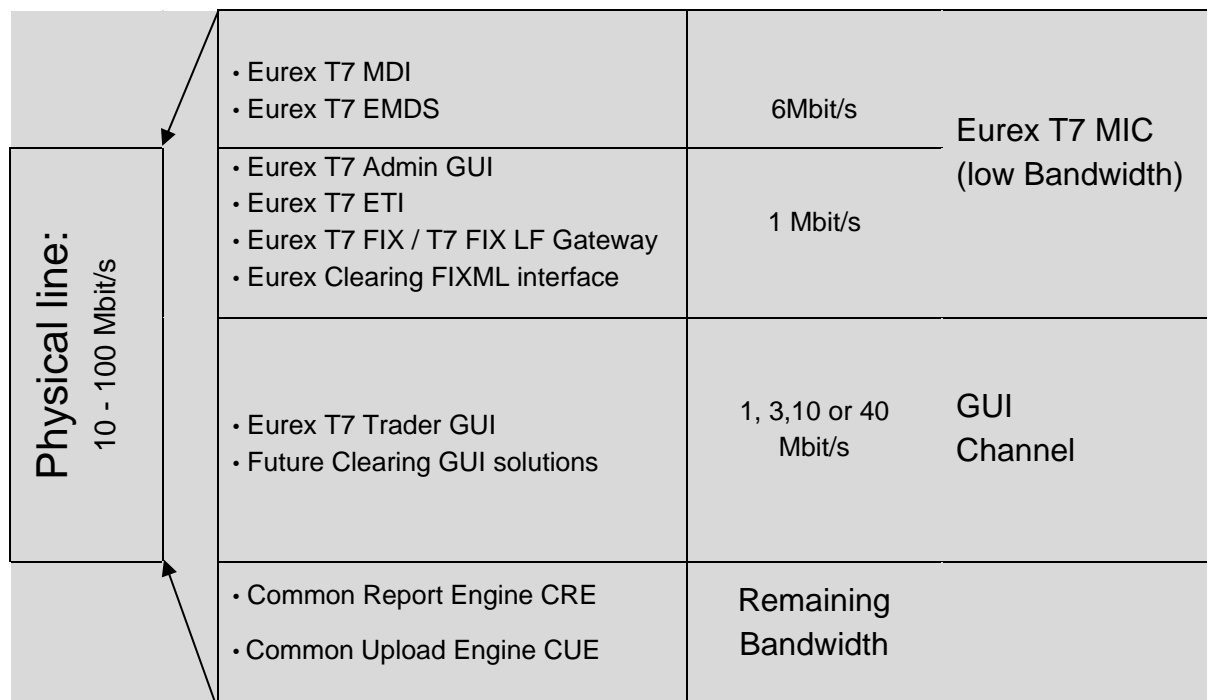 Physical line:
10 - 100 Mbit/s
• Eurex T7 MDI
• Eurex T7 EMDS
6Mbit/s
Eurex T7 MIC
(low Bandwidth)
• Eurex T7 Admin GUI
• Eurex T7 ETI
• Eurex T7 FIX / T7 FIX LF Gateway
• Eurex Clearing FIXML interface
1 Mbit/s
• Eurex T7 Trader GUI
• Future Clearing GUI solutions
1, 3,10 or 40
Mbit/s
GUI
Channel
• Common Report Engine CRE
• Common Upload Engine CUE
Remaining
Bandwidth